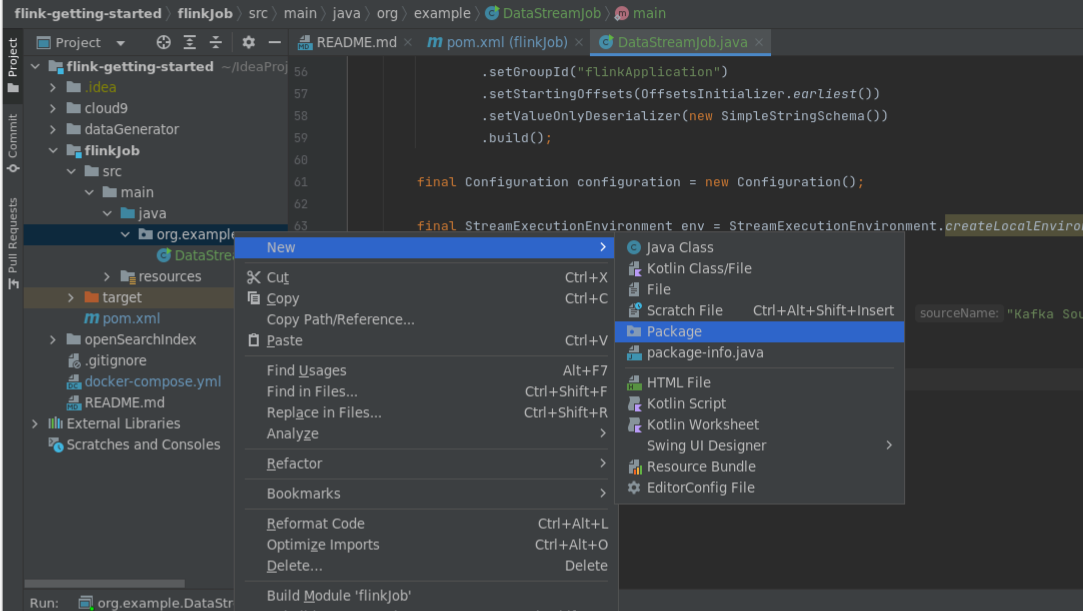 flink-getting-started flinkJob src main java org example DataStreamJob main
Project
README.md
pom.xml (flinkJob)
DataStreamJob.java
Project
Commit
Pull Requests
flink-getting-started ~/IdeaProj
.idea
cloud9
dataGenerator
flinkJob
src
main
java
org.example
DataStre
resources
target
pom.xml
openSearchIndex
.gitignore
docker-compose.yml
README.md
External Libraries
Scratches and Consoles
56 .setGroupId("flinkApplication")
57 .setStartingOffsets(OffsetsInitializer.earliest())
58 .setValueOnlyDeserializer(new SimpleStringSchema())
59 .build();
60
61 final Configuration configuration = new Configuration();
62
63 final StreamExecutionEnvironment env = StreamExecutionEnvironment.createLocalEnviro
sourceName: "Kafka Sou
New
Cut Ctrl+X
Copy Ctrl+C
Copy Path/Reference...
Paste Ctrl+V
Find Usages Alt+F7
Find in Files... Ctrl+Shift+F
Replace in Files... Ctrl+Shift+R
Analyze
Refactor
Bookmarks
Reformat Code Ctrl+Alt+L
Optimize Imports Ctrl+Alt+O
Delete... Delete
Build Module 'flinkJob'
Java Class
Kotlin Class/File
File
Scratch File Ctrl+Alt+Shift+Insert
Package
package-info.java
HTML File
Kotlin Script
Kotlin Worksheet
Swing UI Designer
Resource Bundle
EditorConfig File
Run: org.example.DataStr